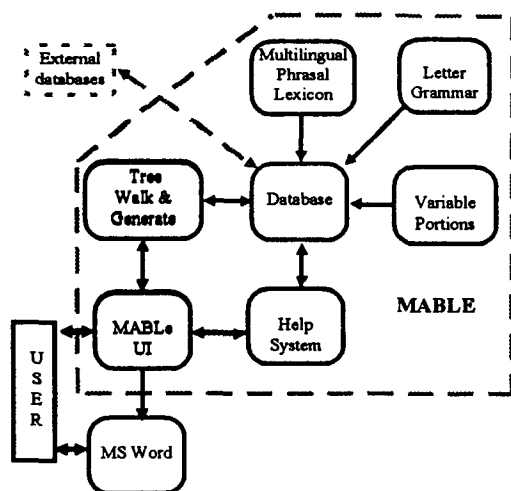 External
databases
Multilingual
Phrasal
Lexicon
Letter
Grammar
Tree
Walk &
Generate
Database
Variable
Portions
MABLE
MABLe
UI
Help
System
U
S
E
R
MS Word